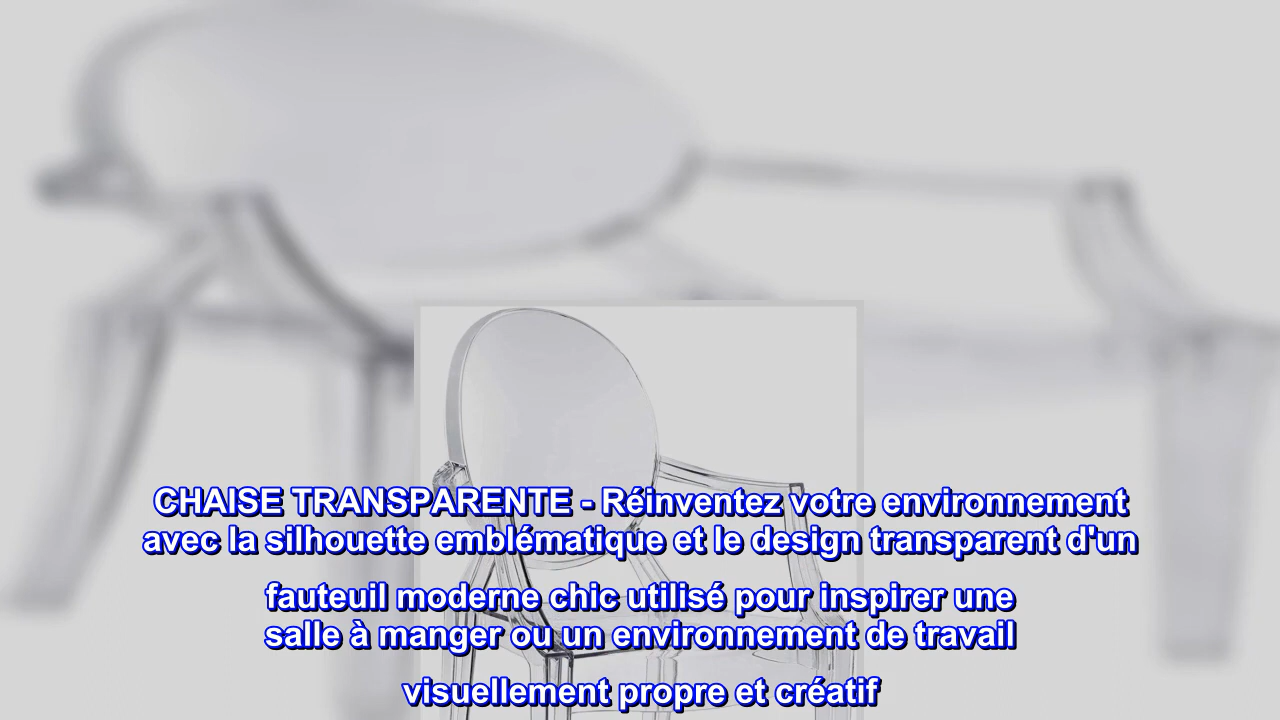 CHAISE TRANSPARENTE - Réinventez votre environnement
avec la silhouette emblématique et le design transparent d'un
fauteuil moderne chic utilisé pour inspirer une
salle à manger ou un environnement de travail
visuellement propre et créatif